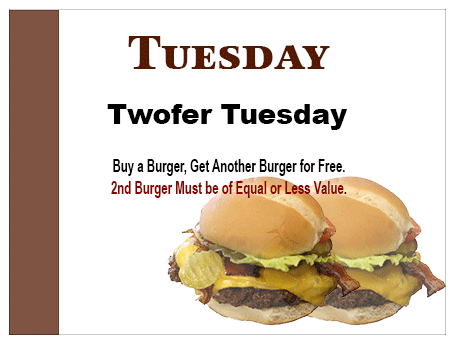 Tuesday
Twofer Tuesday
Buy a Burger, Get Another Burger for Free.
2nd Burger Must be of Equal or Less Value.